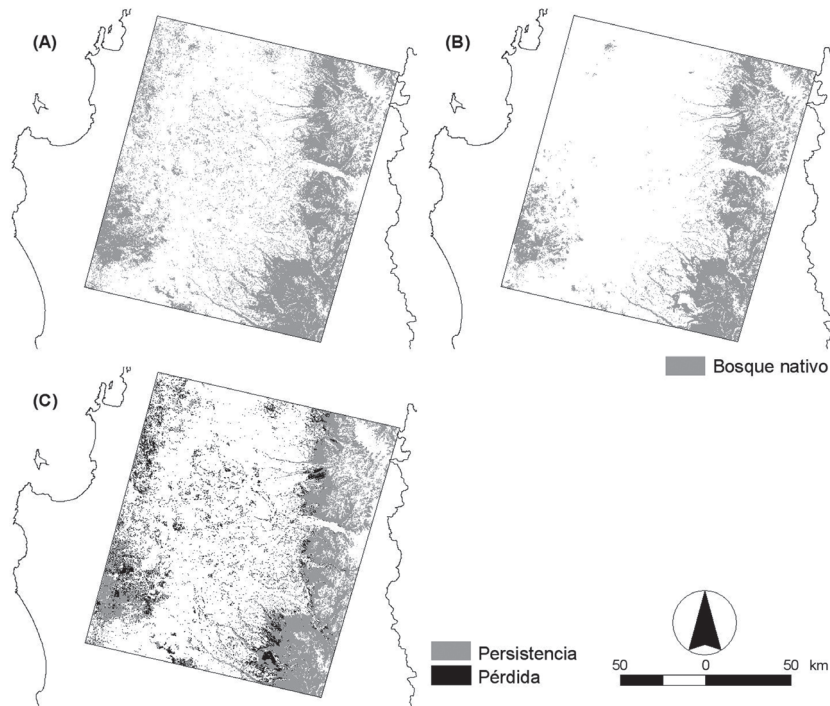 (A)
(B)
Bosque nativo
(C)
Persistencia
Pérdida
50 0 50 km